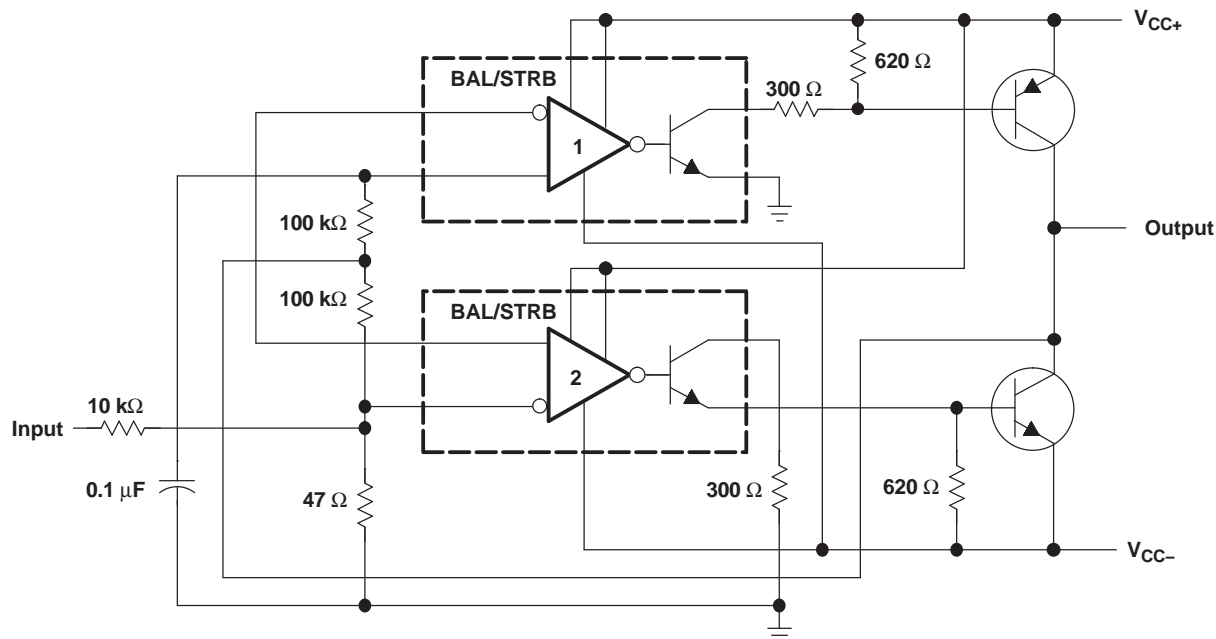 VCC+
BAL/STRB
620 Ω
300 Ω
1
100 kΩ
Output
100 kΩ
BAL/STRB
2
10 kΩ
Input
0.1 μF
47 Ω
300 Ω
620 Ω
VCC–